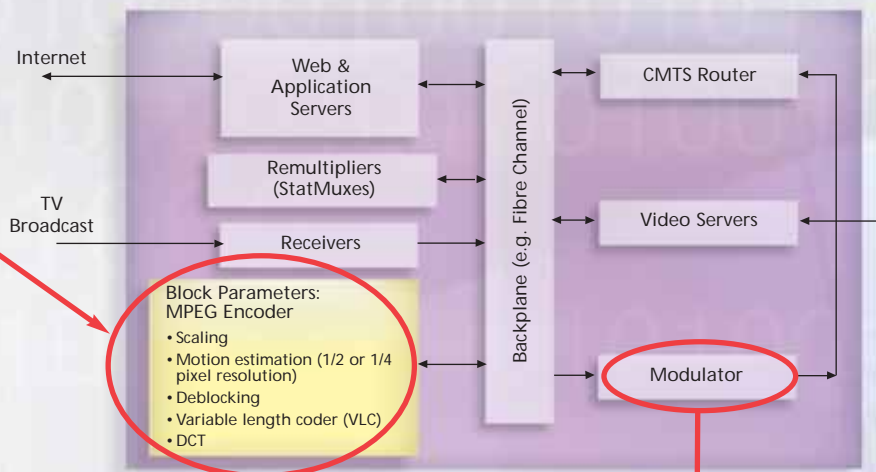 Internet
Web &
Application
Servers
CMTS Router
Remultipliers
(StatMuxes)
TV
Broadcast
Receivers
Backplane (e.g. Fibre Channel)
Video Servers
Block Parameters:
MPEG Encoder
• Scaling
• Motion estimation (1/2 or 1/4
pixel resolution)
• Deblocking
• Variable length coder (VLC)
• DCT
Modulator